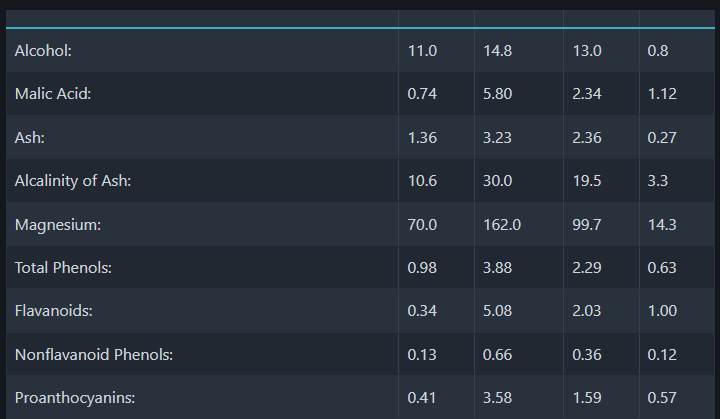 Alcohol: 11.0 14.8 13.0 0.8
Malic Acid: 0.74 5.80 2.34 1.12
Ash: 1.36 3.23 2.36 0.27
Alcalinity of Ash: 10.6 30.0 19.5 3.3
Magnesium: 70.0 162.0 99.7 14.3
Total Phenols: 0.98 3.88 2.29 0.63
Flavanoids: 0.34 5.08 2.03 1.00
Nonflavanoid Phenols: 0.13 0.66 0.36 0.12
Proanthocyanins: 0.41 3.58 1.59 0.57